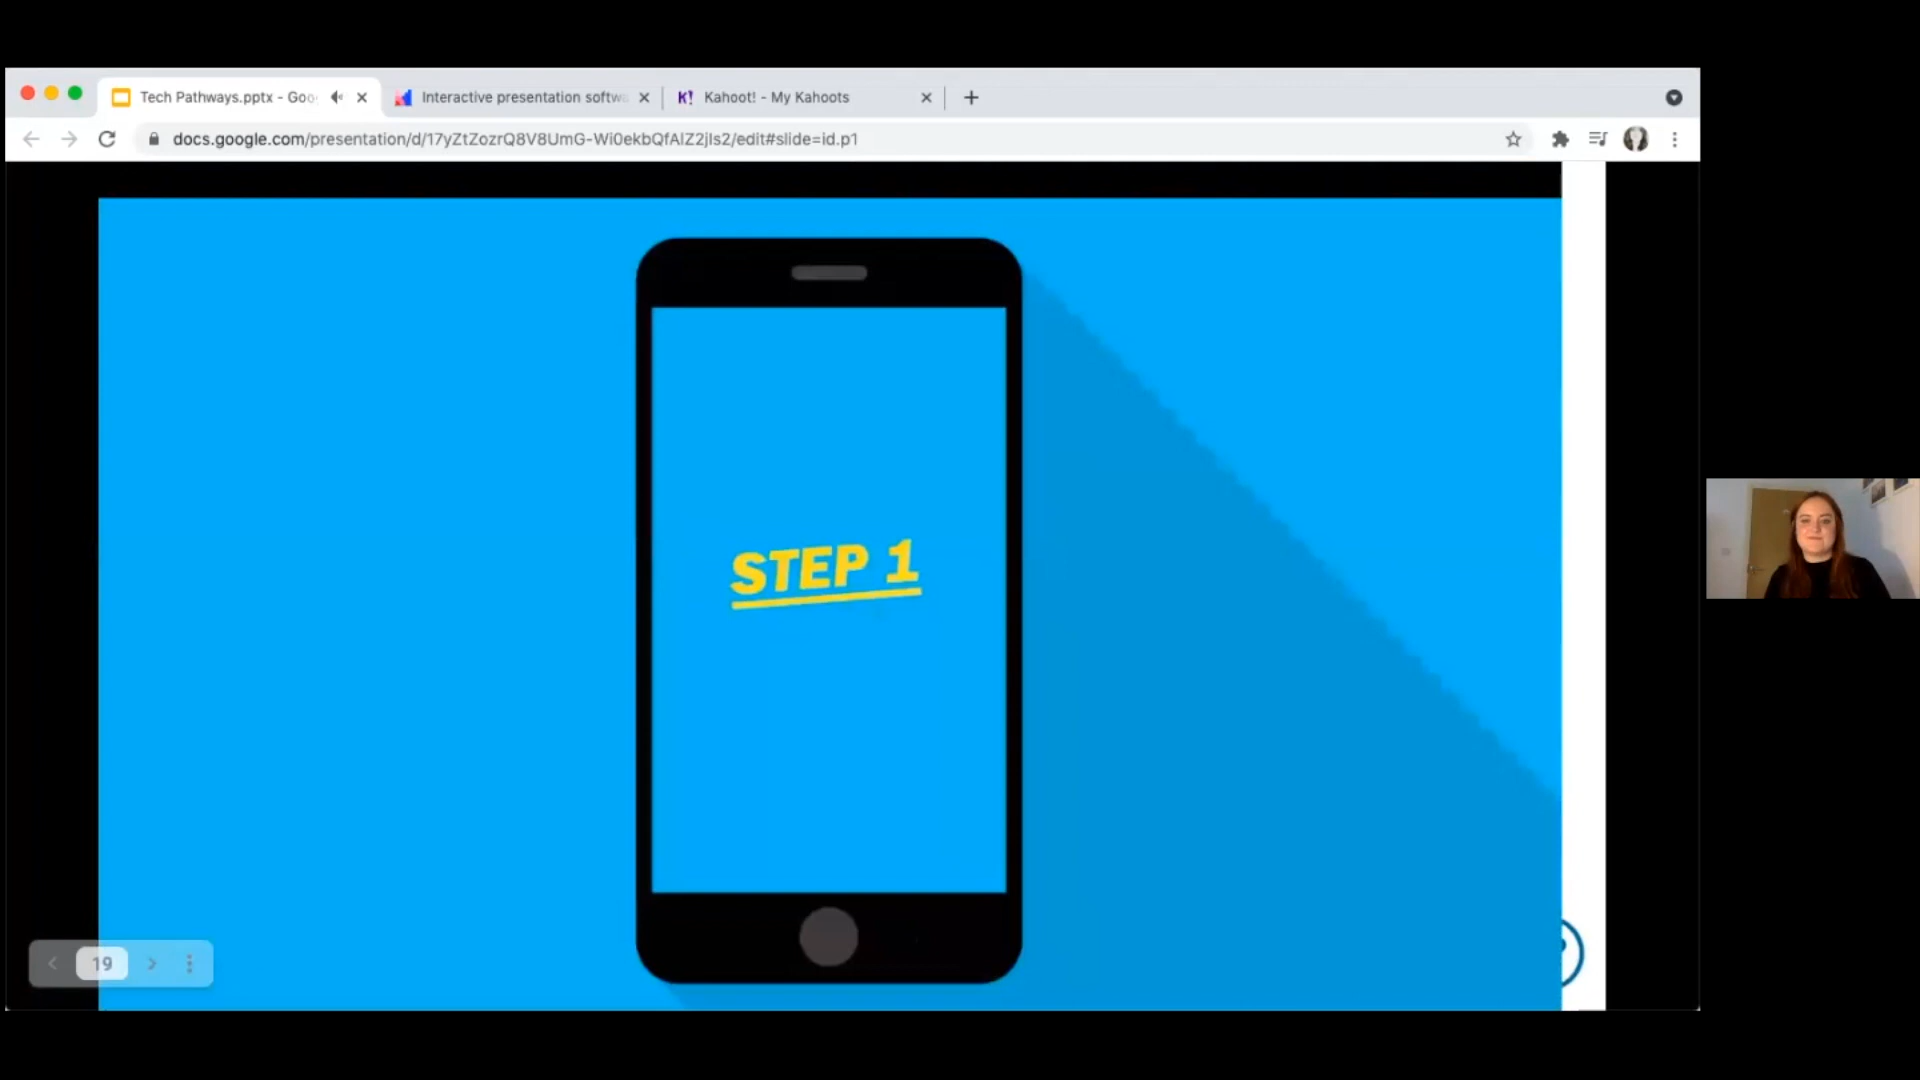 Tech Pathways.pptx - Goo
Interactive presentation softw
K! Kahoot! - My Kahoots
docs.google.com/presentation/d/17yZtZozrQ8V8UmG-Wi0ekbQfAIZ2jIs2/edit#slide=id.p1
STEP 1
19